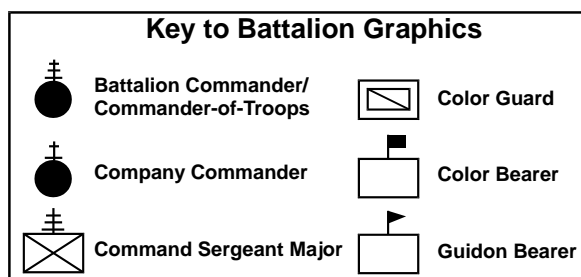 Key to Battalion Graphics
Battalion Commander/
Commander-of-Troops
Color Guard
Company Commander
Color Bearer
Command Sergeant Major
Guidon Bearer